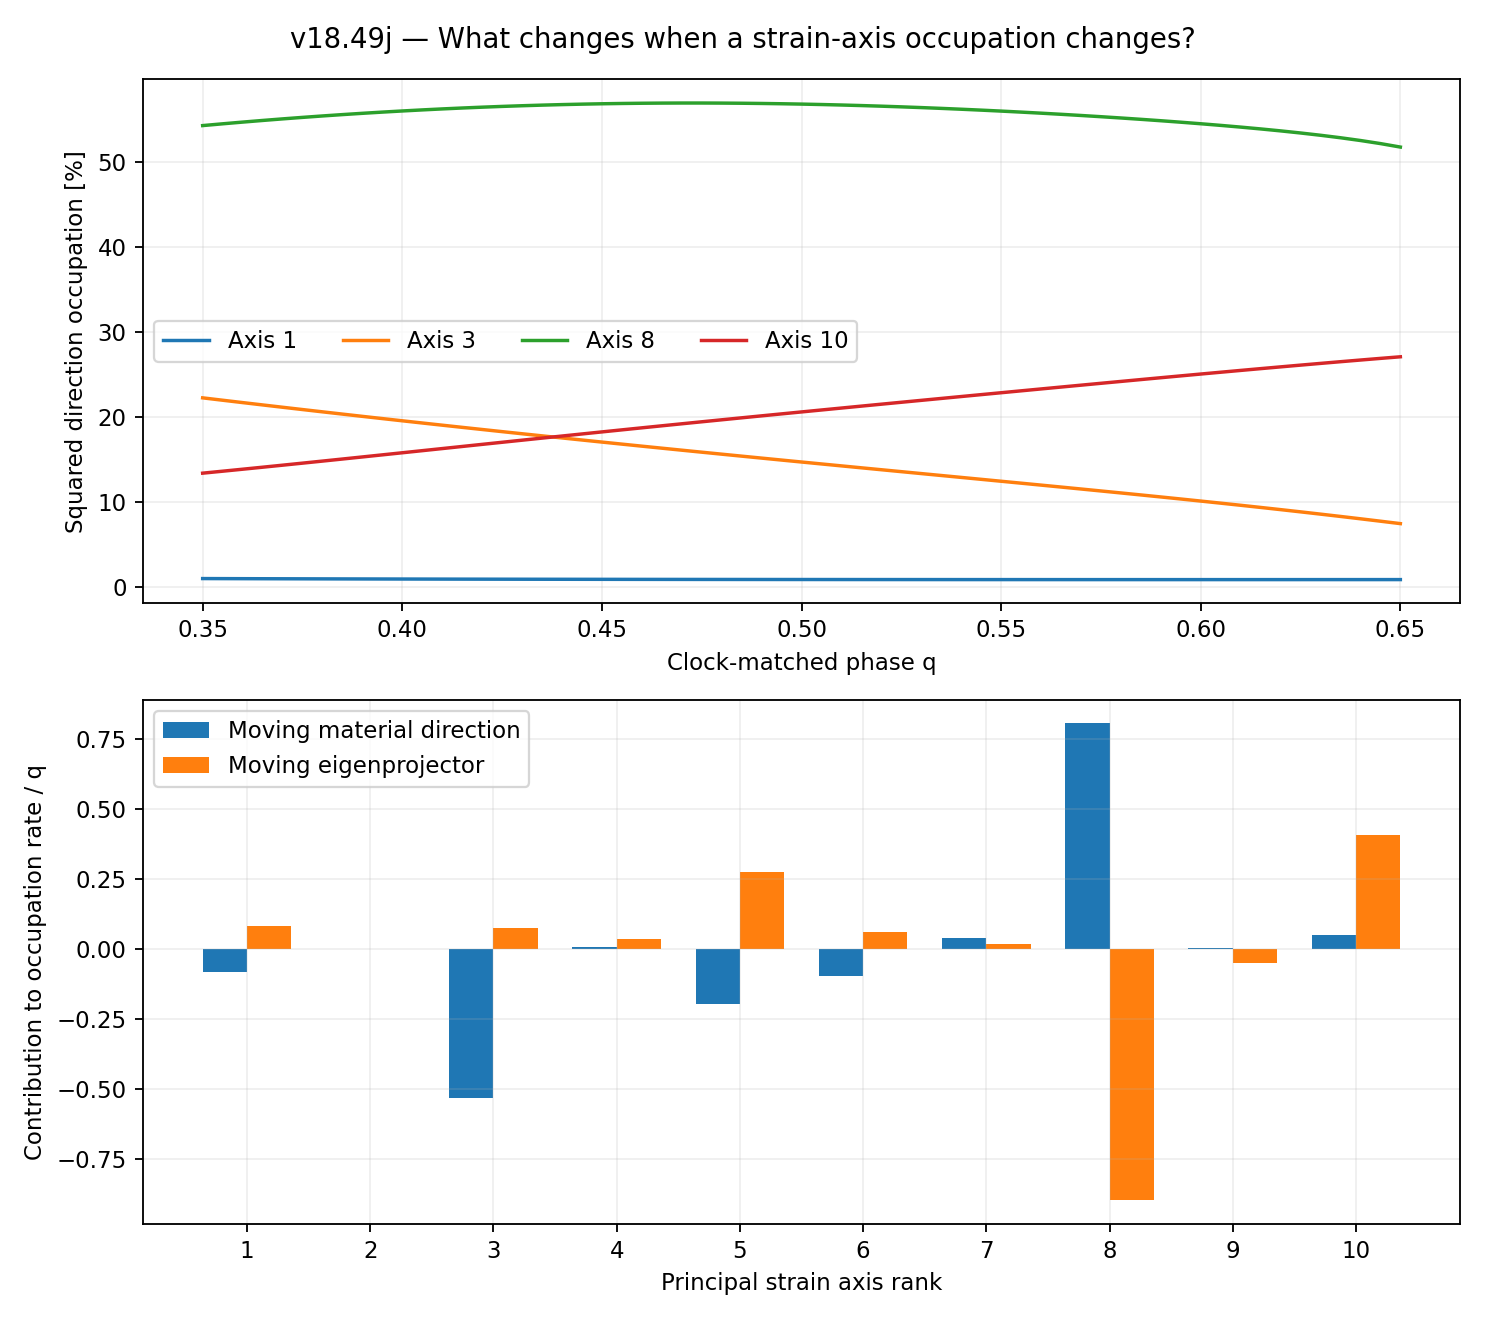 v18.49j — What changes when a strain-axis occupation changes?
Squared direction occupation [%]
50
40
30
20
10
0
Axis 1 Axis 3 Axis 8 Axis 10
0.35 0.40 0.45 0.50 0.55 0.60 0.65
Clock-matched phase q
Contribution to occupation rate / q
0.75
0.50
0.25
0.00
−0.25
−0.50
−0.75
Moving material direction
Moving eigenprojector
1 2 3 4 5 6 7 8 9 10
Principal strain axis rank